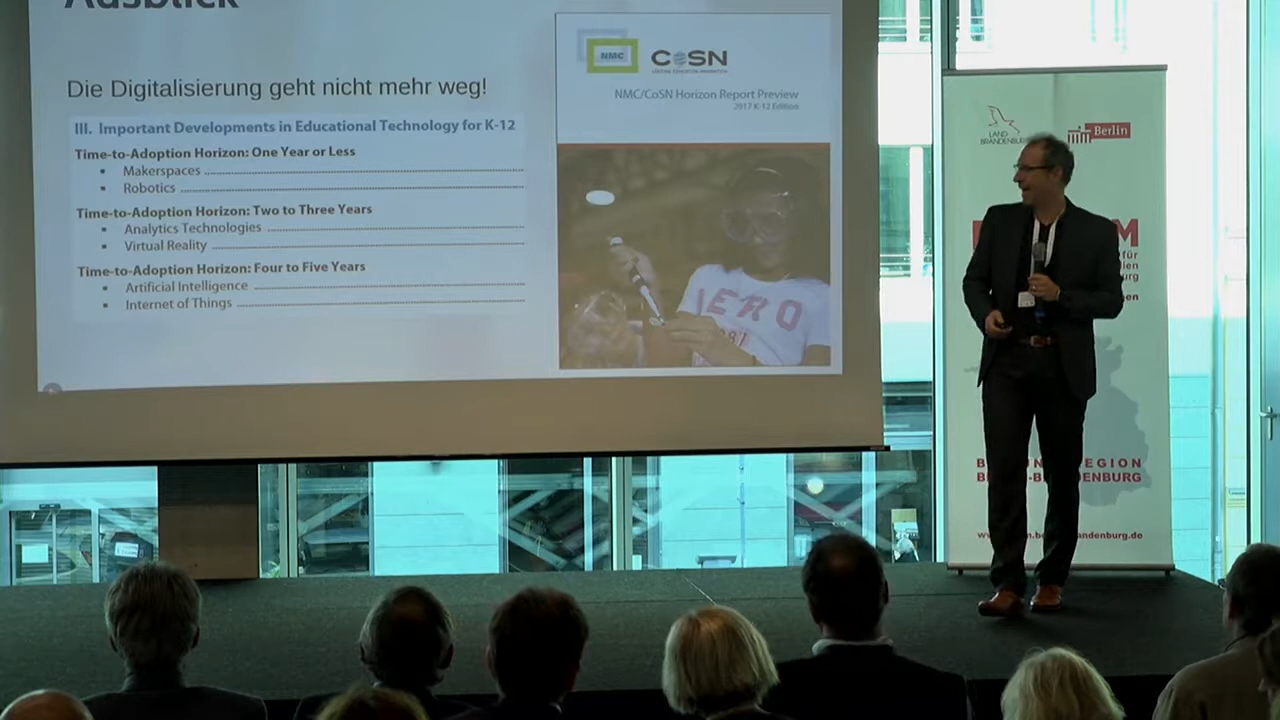 Ausblick
Die Digitalisierung geht nicht mehr weg!
III. Important Developments in Educational Technology for K-12
Time-to-Adoption Horizon: One Year or Less
▪ Makerspaces
▪ Robotics
Time-to-Adoption Horizon: Two to Three Years
▪ Analytics Technologies
▪ Virtual Reality
Time-to-Adoption Horizon: Four to Five Years
▪ Artificial Intelligence
▪ Internet of Things
NMC CoSN
NMC/CoSN Horizon Report Preview
2017 K-12 Edition
LAND
Berlin
für